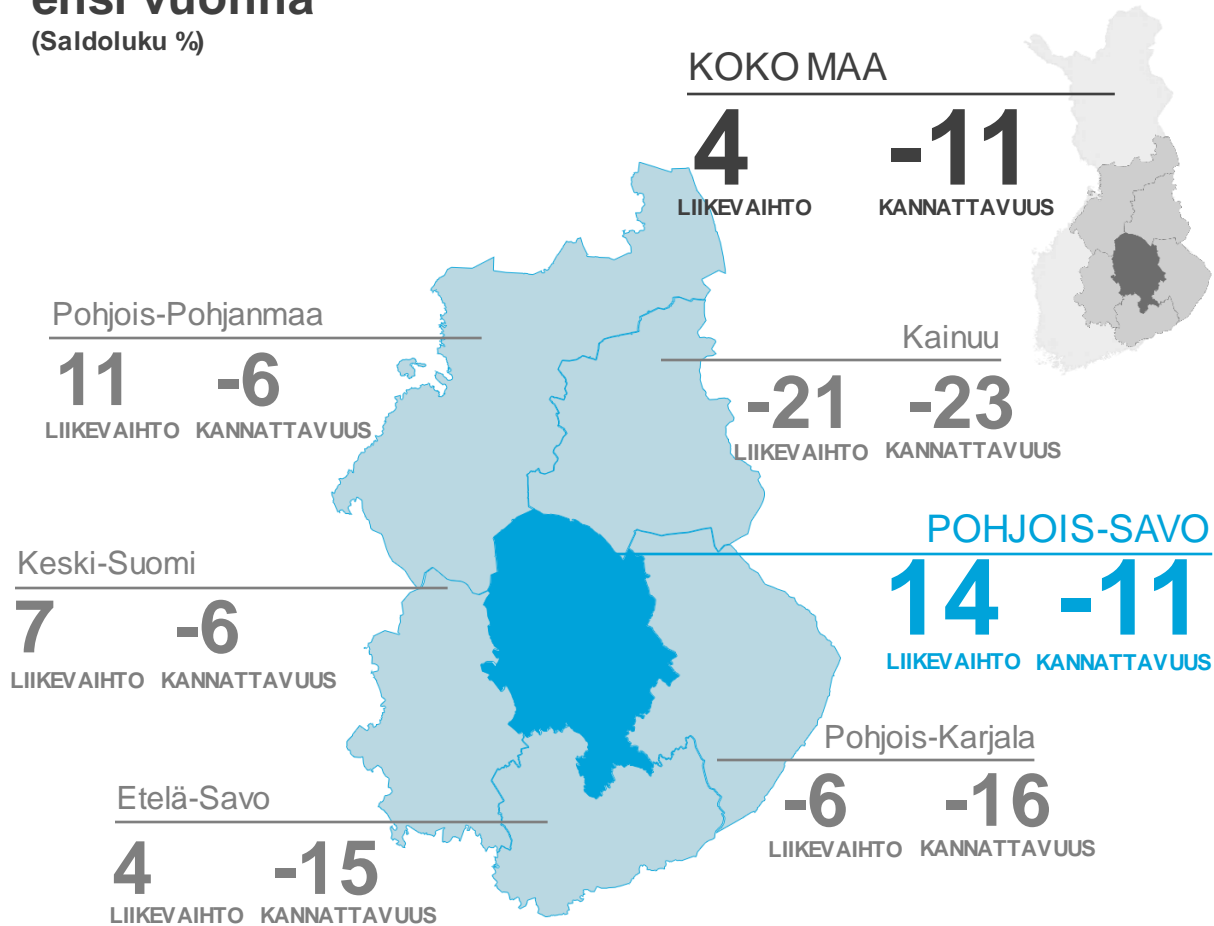 ensi vuonna
(Saldoluku %)
KOKO MAA
4 -11
LIIKEVAIHTO KANNATTAVUUS
Pohjois-Pohjanmaa
11 -6
LIIKEVAIHTO KANNATTAVUUS
Kainuu
-21 -23
LIIKEVAIHTO KANNATTAVUUS
POHJOIS-SAVO
14 -11
LIIKEVAIHTO KANNATTAVUUS
Keski-Suomi
7 -6
LIIKEVAIHTO KANNATTAVUUS
Pohjois-Karjala
-6 -16
LIIKEVAIHTO KANNATTAVUUS
Etelä-Savo
4 -15
LIIKEVAIHTO KANNATTAVUUS